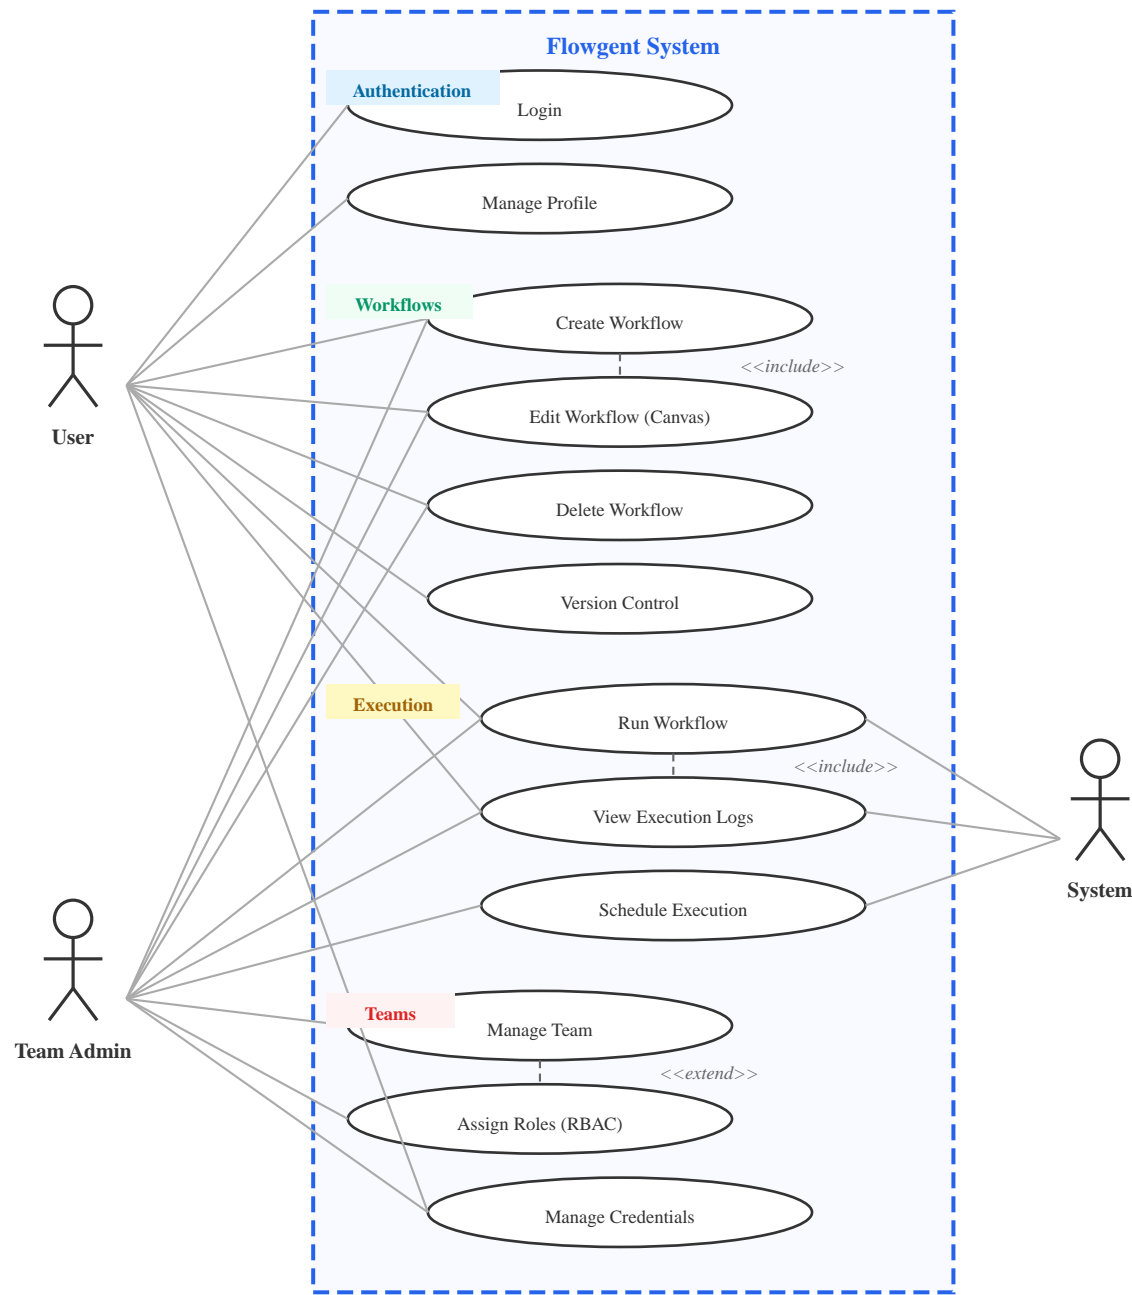 Flowgent System
Authentication
Login
Manage Profile
Workflows
Create Workflow
<<include>>
Edit Workflow (Canvas)
User
Delete Workflow
Version Control
Execution
Run Workflow
<<include>>
View Execution Logs
System
Schedule Execution
Teams
Manage Team
Team Admin
<<extend>>
Assign Roles (RBAC)
Manage Credentials